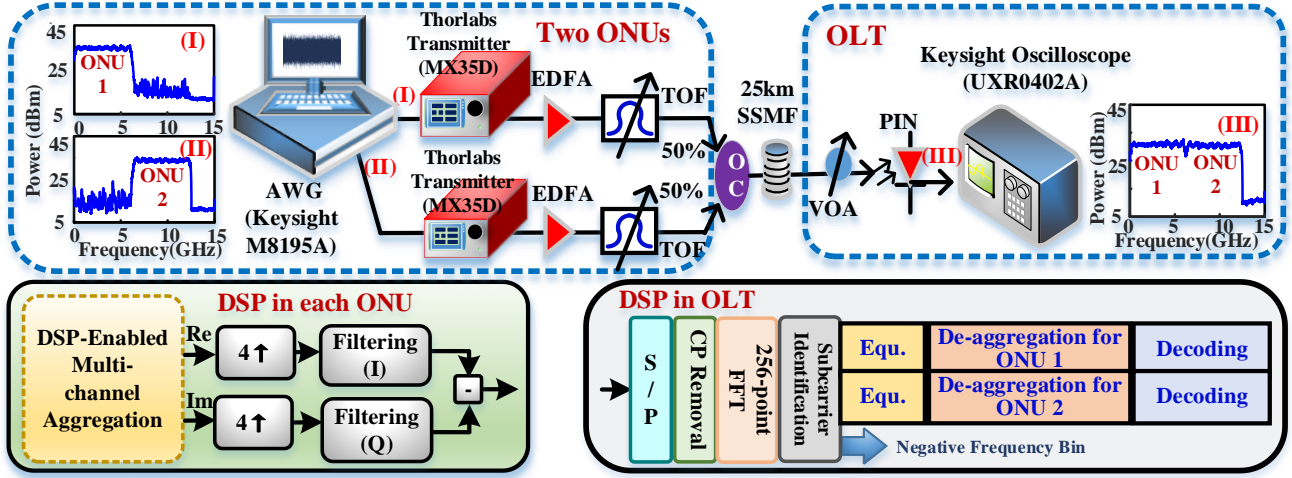 Two ONUs
Power (dBm)
45
25
5
(I)
ONU
1
0
5
10
15
45
25
5
(II)
ONU
2
0
5
10
15
Frequency(GHz)
AWG
(Keysight
M8195A)
(I)
(II)
Thorlabs
Transmitter
(MX35D)
EDFA
TOF
50%
Thorlabs
Transmitter
(MX35D)
EDFA
50%
TOF
OC
25km
SSMF
OLT
VOA
PIN
(III)
Keysight Oscilloscope
(UXR0402A)
Power (dBm)
45
25
5
(III)
ONU
1
ONU
2
0
5
10
15
Frequency(GHz)
DSP in each ONU
DSP-Enabled
Multi-
channel
Aggregation
Re
4↑
Filtering
(I)
Im
4↑
Filtering
(Q)
-
DSP in OLT
S
/
P
CP Removal
256-point
FFT
Subcarrier
Identification
Equ.
De-aggregation for
ONU 1
Decoding
Equ.
De-aggregation for
ONU 2
Decoding
Negative Frequency Bin